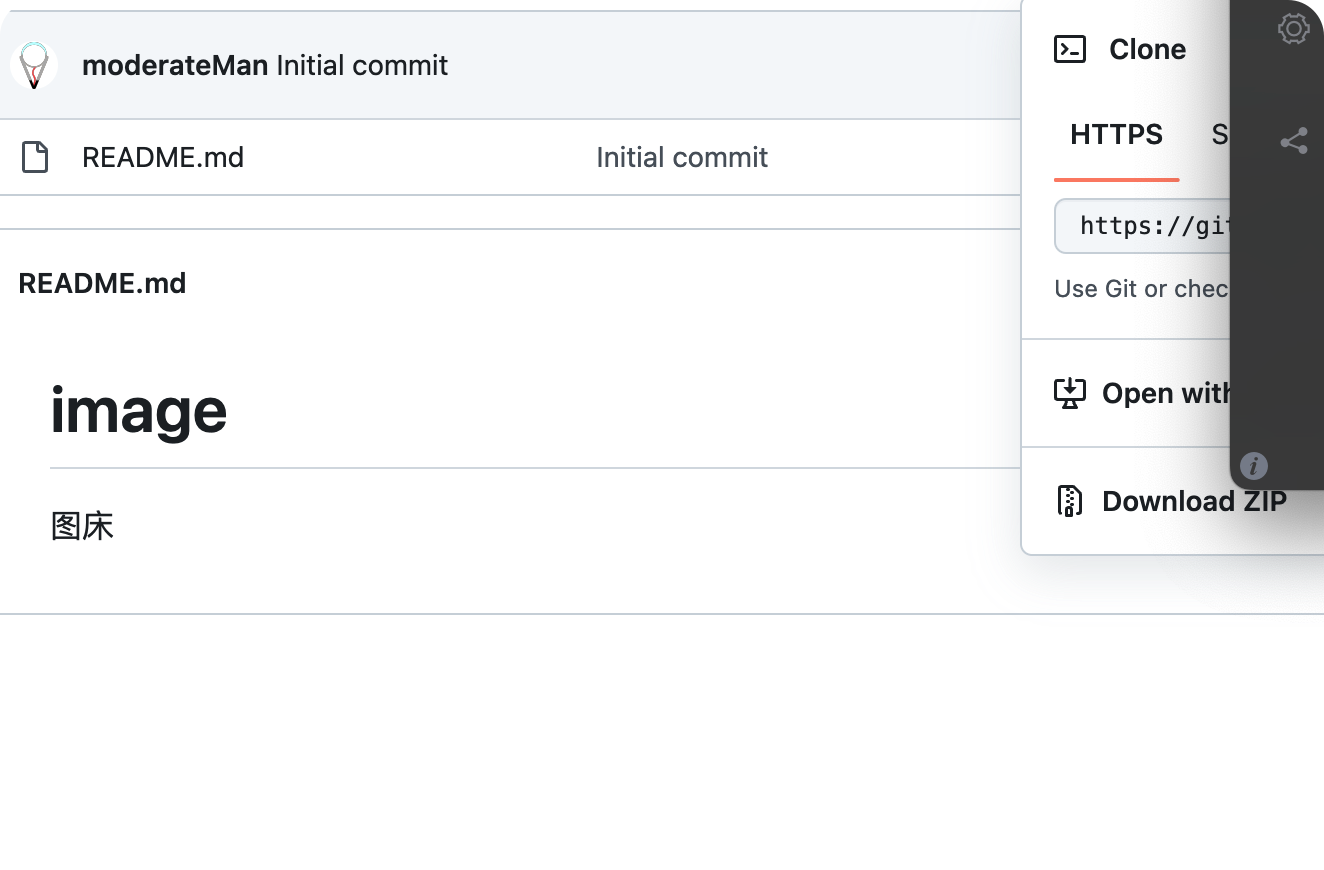 moderateMan Initial commit
README.md Initial commit
README.md
image
图床
Clone
HTTPS S
https://git
Use Git or chec
Open with
Download ZIP